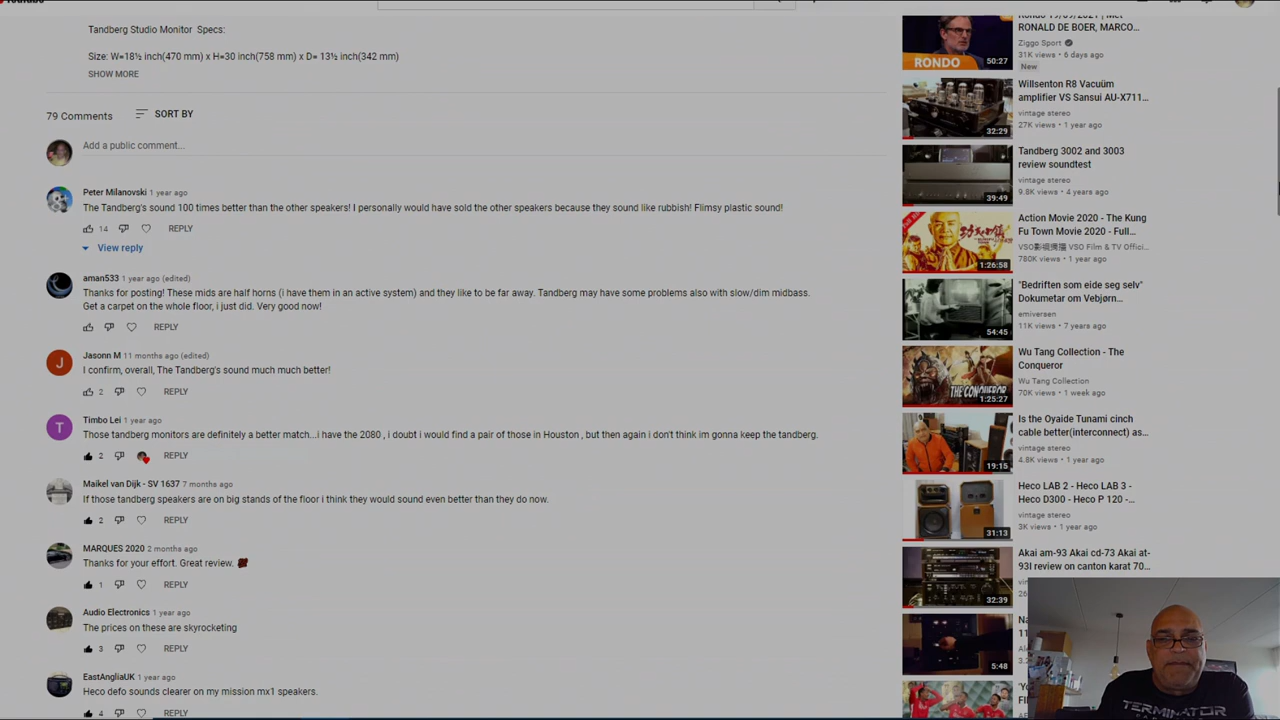 Tandberg Studio Monitor Specs:
Size: W=18½ inch(470 mm) x H=30 inch(758 mm) x D= 13½ inch(342 mm)
SHOW MORE
79 Comments
SORT BY
Add a public comment...
Peter Milanovski 1 year ago
The Tandberg's sound 100 times better than the other speakers! I personally would have sold the other speakers because they sound like rubbish! Flimsy plastic sound!
14 REPLY
View reply
aman533 1 year ago (edited)
Thanks for posting! These mids are half horns (i have them in an active system) and they like to be far away. Tandberg may have some problems also with slow/dim midbass.
Get a carpet on the whole floor, i just did. Very good now!
REPLY
J
Jasonn M 11 months ago (edited)
I confirm, overall, The Tandberg's sound much much better!
2 REPLY
T
Timbo Lei 1 year ago
Those tandberg monitors are definitely a better match...i have the 2080 , i doubt i would find a pair of those in Houston , but then again i don't think im gonna keep the tandberg.
2 REPLY
Maikel van Dijk - SV 1637 7 months ago
If those tandberg speakers are on big stands of the floor i think they would sound even better than they do now.
2 REPLY
MARQUES 2020 2 months ago
Thanks for your effort. Great review.
1 REPLY
Audio Electronics 1 year ago
The prices on these are skyrocketing
3 REPLY
EastAngliaUK 1 year ago
Heco defo sounds clearer on my mission mx1 speakers.
4 REPLY
RONDO
50:27
RONALD DE BOER, MARCO...
Ziggo Sport
31K views • 6 days ago
New
32:29
Willsenton R8 Vacuüm
amplifier VS Sansui AU-X711...
vintage stereo
27K views • 1 year ago
39:49
Tandberg 3002 and 3003
review soundtest
vintage stereo
9.8K views • 4 years ago
1:26:58
Action Movie 2020 - The Kung
Fu Town Movie 2020 - Full...
VSO Film & TV Offici...
780K views • 1 year ago
54:45
"Bedriften som eide seg selv"
Dokumetar om Vebjørn...
emiversen
11K views • 7 years ago
THE CONQUEROR
1:25:27
Wu Tang Collection - The
Conqueror
Wu Tang Collection
70K views • 1 week ago
19:15
Is the Oyaide Tunami cinch
cable better(interconnect) as...
vintage stereo
4.8K views • 1 year ago
31:13
Heco LAB 2 - Heco LAB 3 -
Heco D300 - Heco P 120 -...
vintage stereo
3K views • 1 year ago
32:39
Akai am-93 Akai cd-73 Akai at-
93l review on canton karat 70...
5:48
TERMINATOR